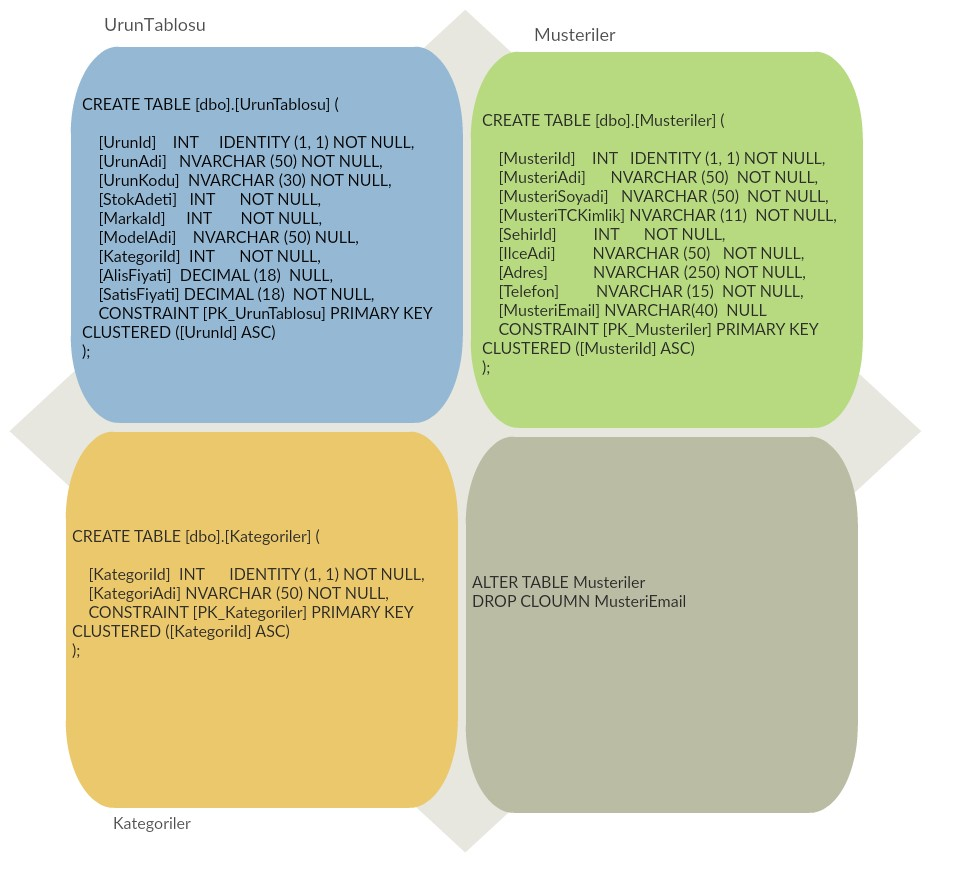 UrunTablosu
CREATE TABLE [dbo].[UrunTablosu] (
[UrunId] INT IDENTITY (1, 1) NOT NULL,
[UrunAdi] NVARCHAR (50) NOT NULL,
[UrunKodu] NVARCHAR (30) NOT NULL,
[StokAdeti] INT NOT NULL,
[MarkaId] INT NOT NULL,
[ModelAdi] NVARCHAR (50) NULL,
[KategoriId] INT NOT NULL,
[AlisFiyati] DECIMAL (18) NULL,
[SatisFiyati] DECIMAL (18) NOT NULL,
CONSTRAINT [PK_UrunTablosu] PRIMARY KEY
CLUSTERED ([UrunId] ASC)
);
Musteriler
CREATE TABLE [dbo].[Musteriler] (
[MusteriId] INT IDENTITY (1, 1) NOT NULL,
[MusteriAdi] NVARCHAR (50) NOT NULL,
[MusteriSoyadi] NVARCHAR (50) NOT NULL,
[MusteriTCKimlik] NVARCHAR (11) NOT NULL,
[SehirId] INT NOT NULL,
[IlceAdi] NVARCHAR (50) NOT NULL,
[Adres] NVARCHAR (250) NOT NULL,
[Telefon] NVARCHAR (15) NOT NULL,
[MusteriEmail] NVARCHAR(40) NULL
CONSTRAINT [PK_Musteriler] PRIMARY KEY
CLUSTERED ([MusteriId] ASC)
);
CREATE TABLE [dbo].[Kategoriler] (
[KategoriId] INT IDENTITY (1, 1) NOT NULL,
[KategoriAdi] NVARCHAR (50) NOT NULL,
CONSTRAINT [PK_Kategoriler] PRIMARY KEY
CLUSTERED ([KategoriId] ASC)
);
Kategoriler
ALTER TABLE Musteriler
DROP CLOUMN MusteriEmail